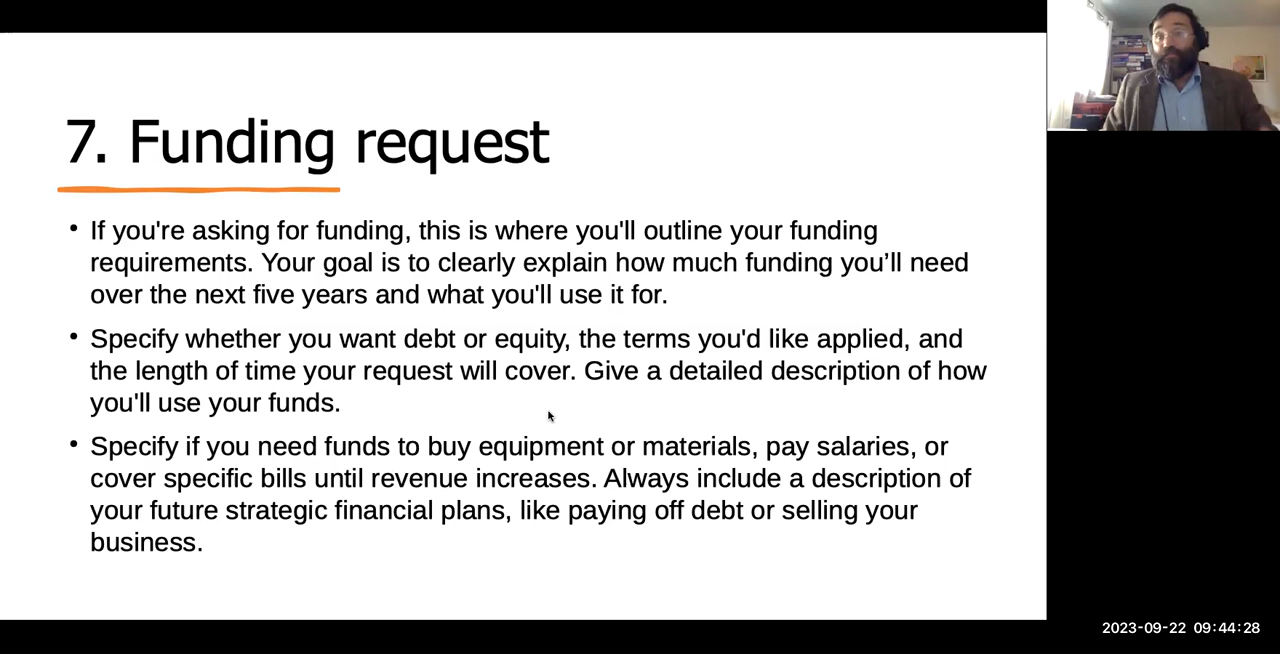 7. Funding request
• If you're asking for funding, this is where you'll outline your funding
requirements. Your goal is to clearly explain how much funding you’ll need
over the next five years and what you'll use it for.
• Specify whether you want debt or equity, the terms you'd like applied, and
the length of time your request will cover. Give a detailed description of how
you'll use your funds.
• Specify if you need funds to buy equipment or materials, pay salaries, or
cover specific bills until revenue increases. Always include a description of
your future strategic financial plans, like paying off debt or selling your
business.
2023-09-22 09:44:28